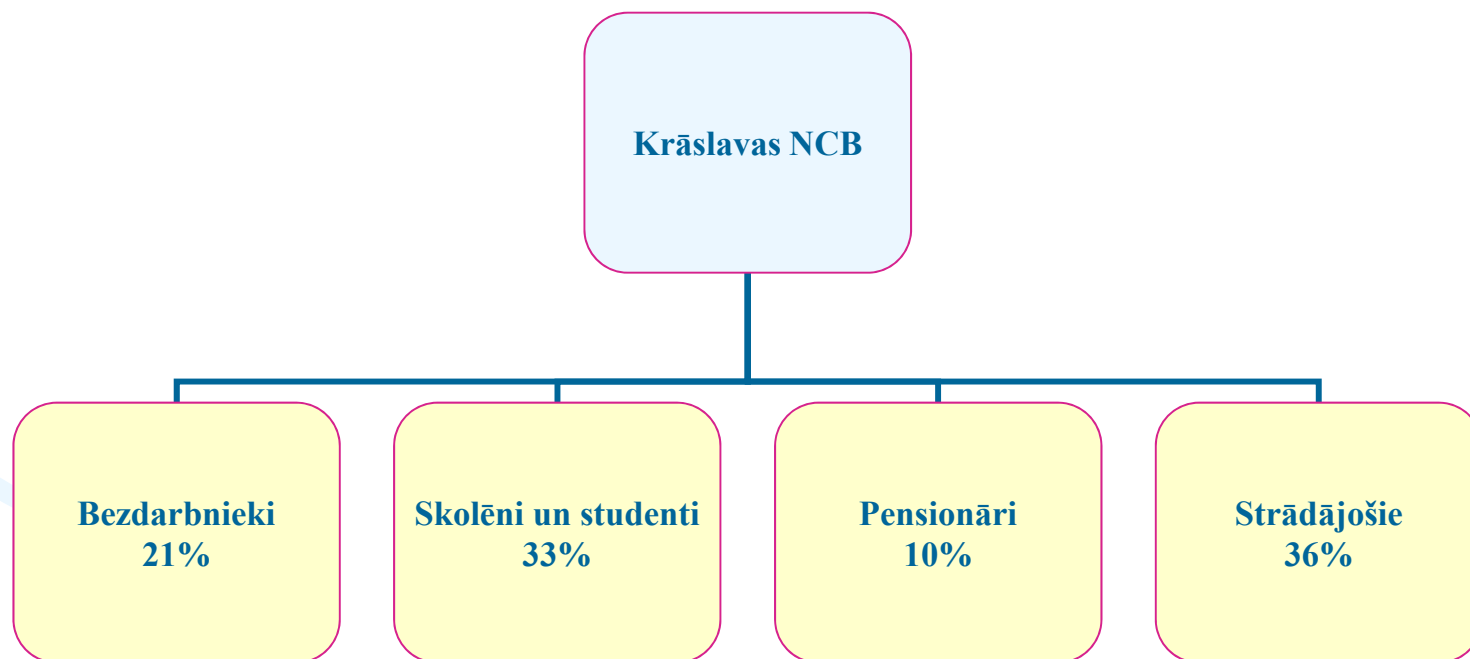 Krāslavas NCB
Bezdarbnieki
21%
Skolēni un studenti
33%
Pensionāri
10%
Strādājošie
36%